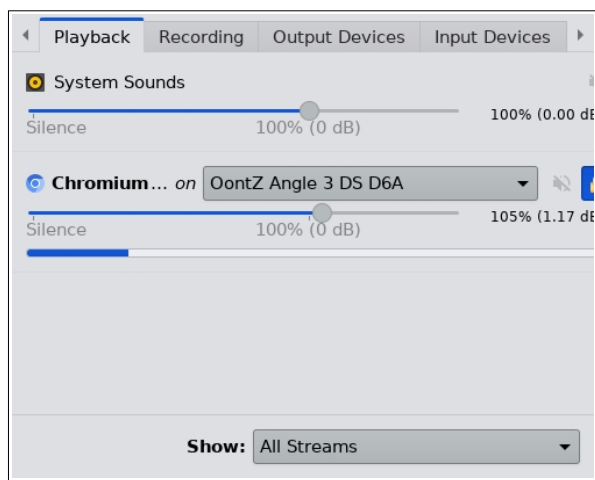 Playback Recording Output Devices Input Devices
System Sounds
100% (0.00 dB
Silence 100% (0 dB)
Chromium... on OontZ Angle 3 DS D6A
105% (1.17 dB
Silence 100% (0 dB)
Show: All Streams